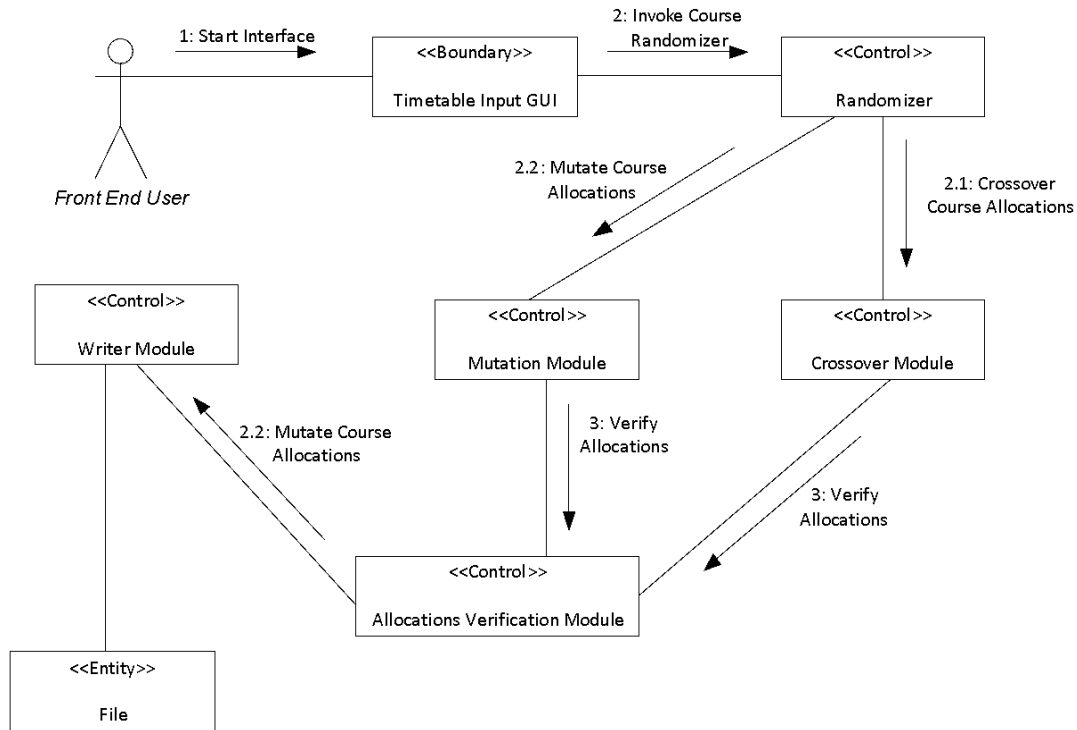 1: Start Interface
2: Invoke Course
Randomizer
<<Boundary>>
Timetable Input GUI
<<Control>>
Randomizer
Front End User
2.2: Mutate Course
Allocations
2.1: Crossover
Course Allocations
<<Control>>
Writer Module
<<Control>>
Mutation Module
<<Control>>
Crossover Module
2.2: Mutate Course
Allocations
3: Verify
Allocations
3: Verify
Allocations
<<Control>>
Allocations Verification Module
<<Entity>>
File